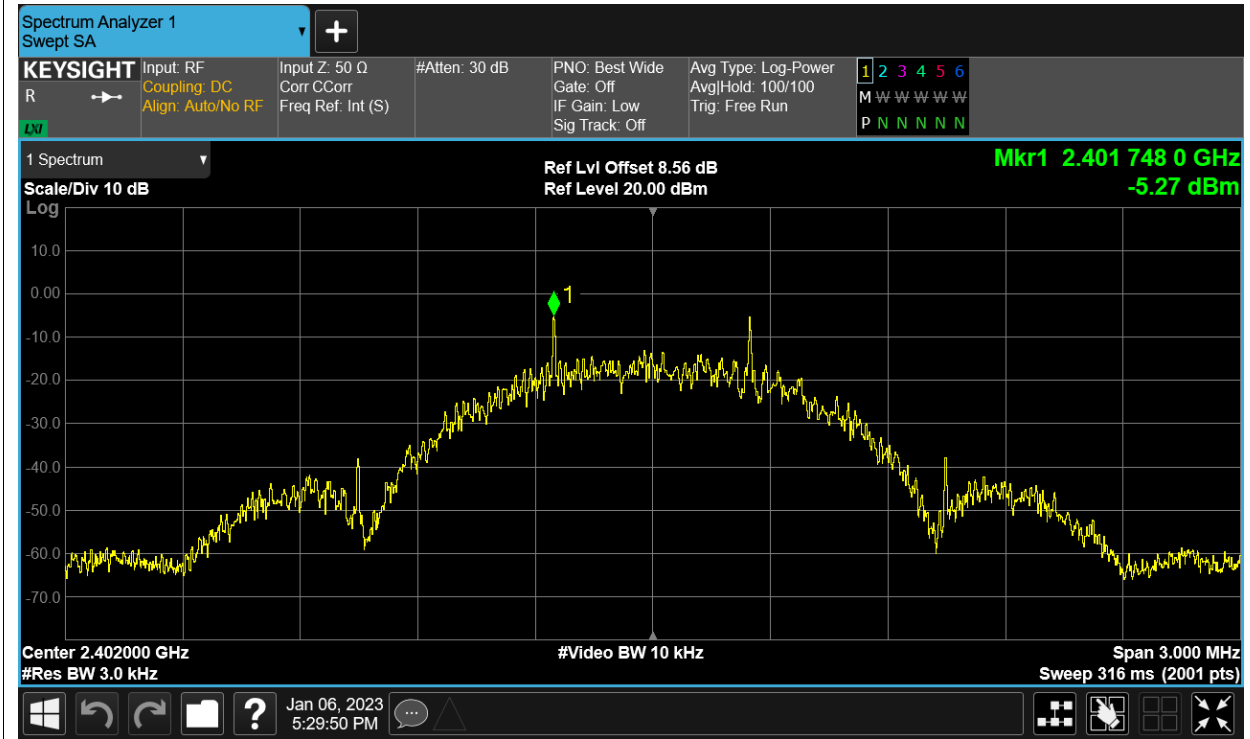 Spectrum Analyzer 1
Swept SA
KEYSIGHT
R
LXI
Input: RF
Coupling: DC
Align: Auto/No RF
Input Z: 50 Ω
Corr CCorr
Freq Ref: Int (S)
#Atten: 30 dB
PNO: Best Wide
Gate: Off
IF Gain: Low
Sig Track: Off
Avg Type: Log-Power
Avg|Hold: 100/100
Trig: Free Run
1 2 3 4 5 6
M W W W W W
P N N N N N
1 Spectrum
Scale/Div 10 dB
Log
Ref Lvl Offset 8.56 dB
Ref Level 20.00 dBm
Mkr1 2.401 748 0 GHz
-5.27 dBm
10.0
0.00
-10.0
-20.0
-30.0
-40.0
-50.0
-60.0
-70.0
1
Center 2.402000 GHz
#Res BW 3.0 kHz
#Video BW 10 kHz
Span 3.000 MHz
Sweep 316 ms (2001 pts)
?
Jan 06, 2023
5:29:50 PM